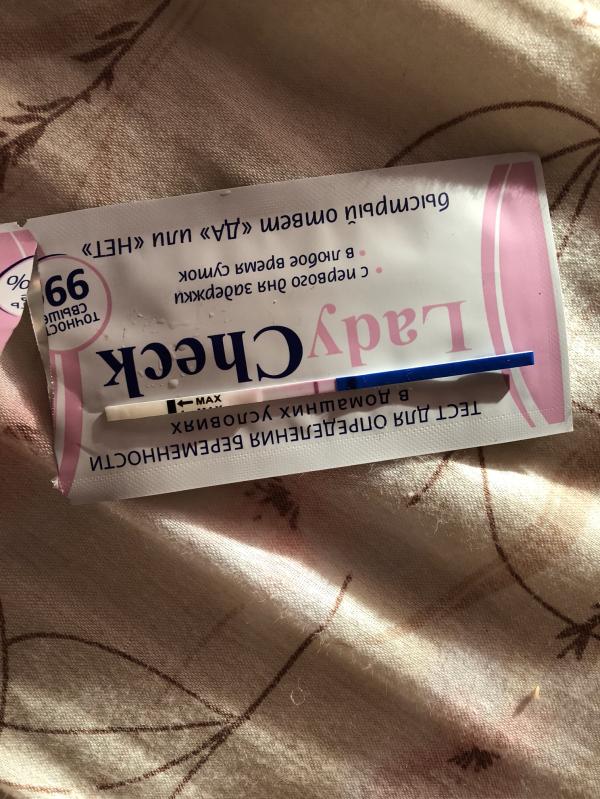 ТЕСТ ДЛЯ ОПРЕДЕЛЕНИЯ БЕРЕМЕННОСТИ
в домашних условиях
MAX
LadyCheck
с первого дня задержки
в любое время суток
быстрый ответ «ДА» или «НЕТ»
99
%